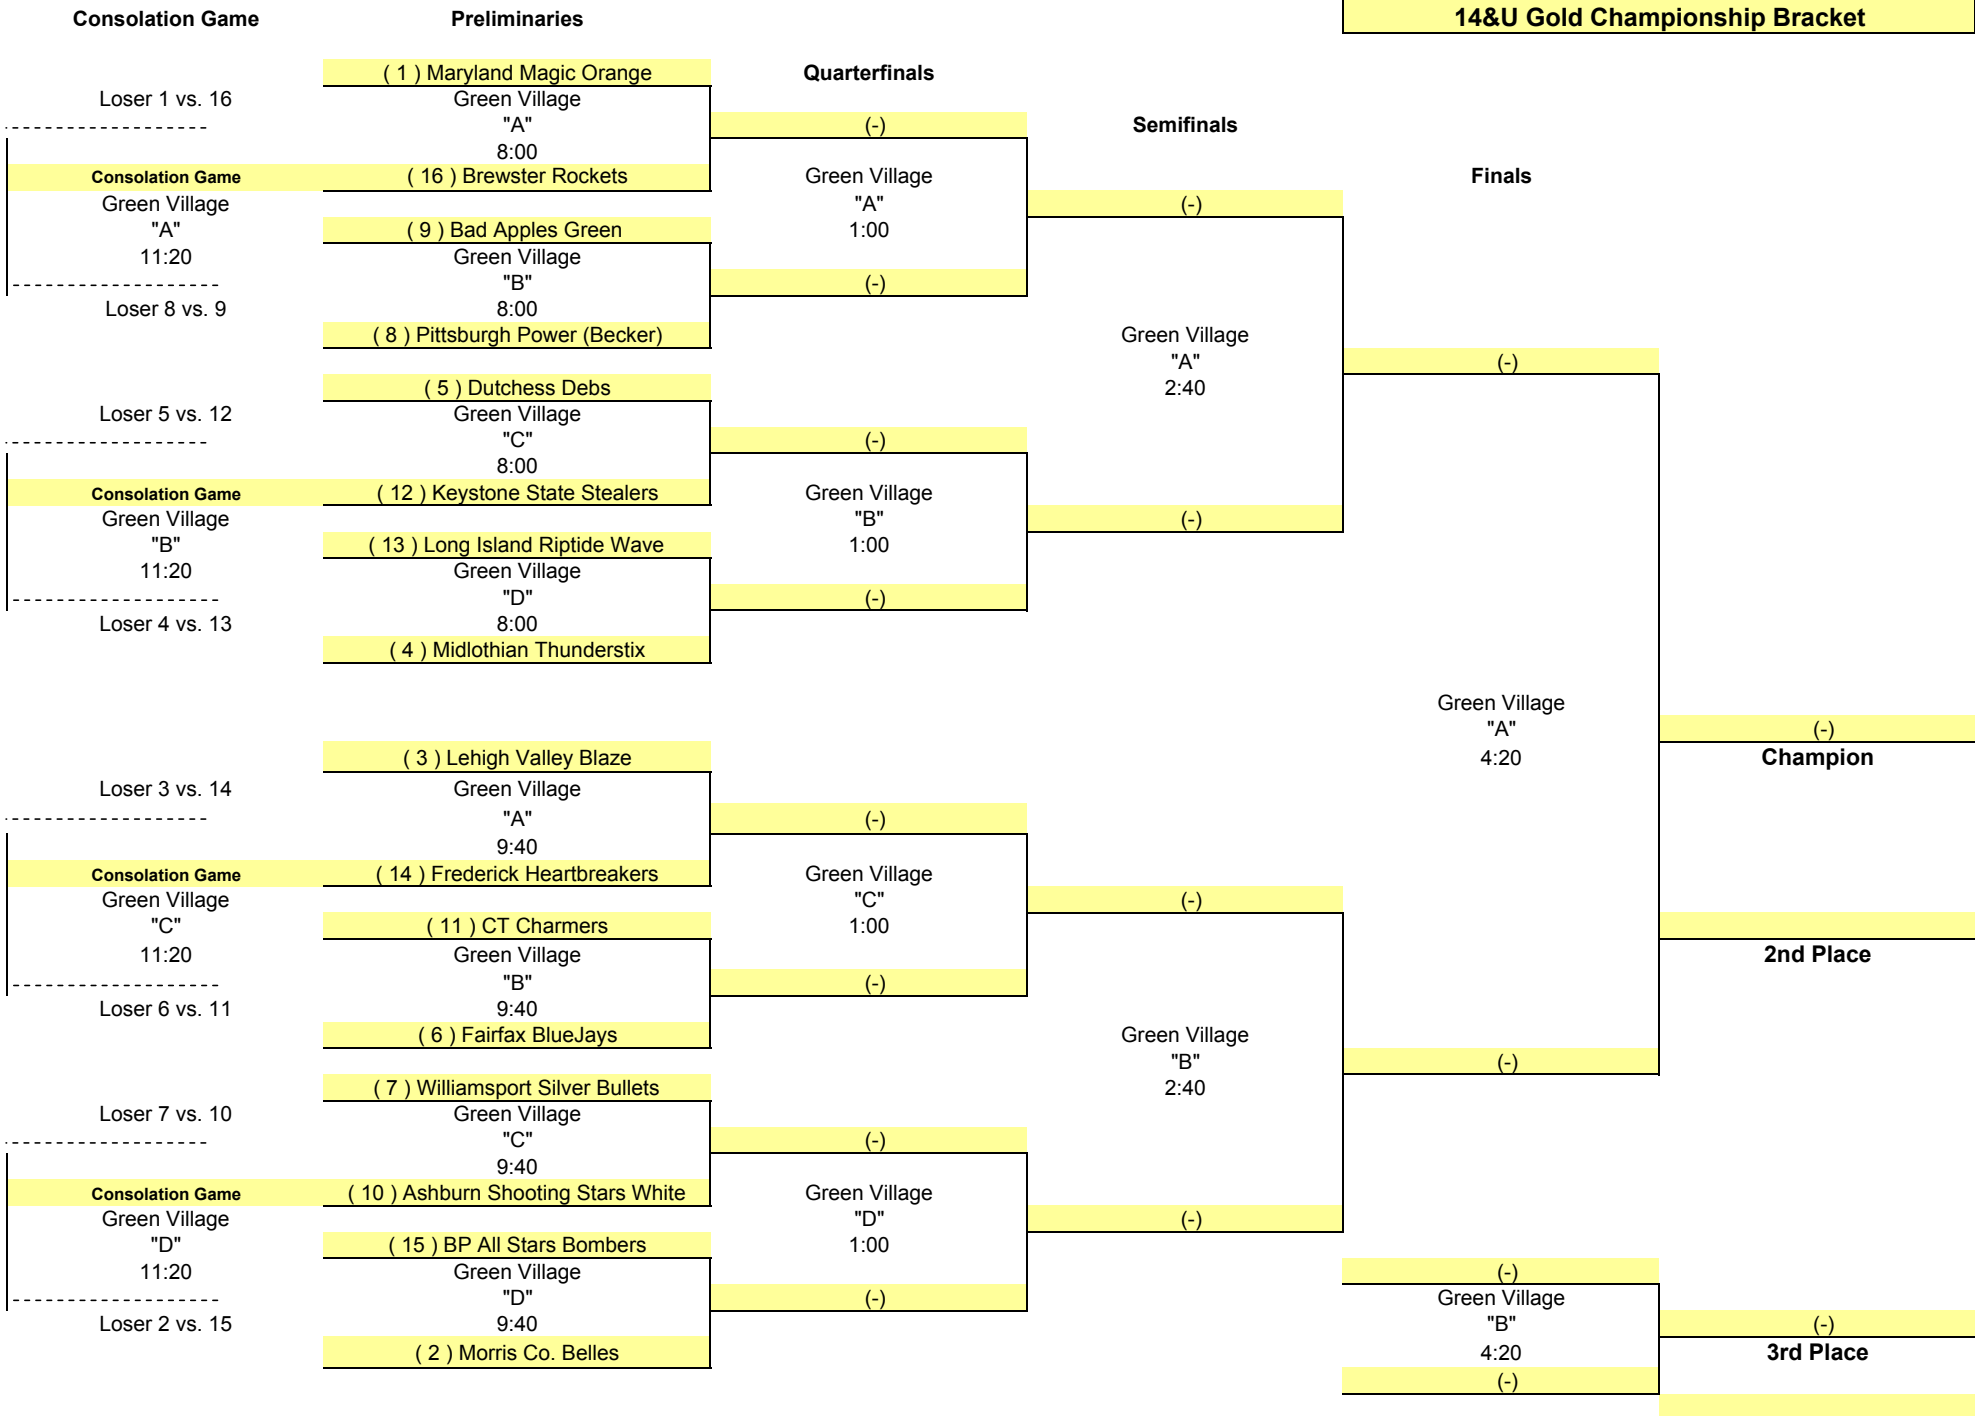 Consolation Game
Preliminaries
14&U Gold Championship Bracket
( 1 ) Maryland Magic Orange
Quarterfinals
Loser 1 vs. 16
Green Village
"A"
(-)
Semifinals
8:00
Consolation Game
( 16 ) Brewster Rockets
Green Village
Finals
Green Village
"A"
(-)
"A"
( 9 ) Bad Apples Green
1:00
11:20
Green Village
"B"
(-)
Loser 8 vs. 9
8:00
( 8 ) Pittsburgh Power (Becker)
Green Village
"A"
(-)
( 5 ) Dutchess Debs
2:40
Loser 5 vs. 12
Green Village
"C"
(-)
8:00
Consolation Game
( 12 ) Keystone State Stealers
Green Village
Green Village
"B"
(-)
"B"
( 13 ) Long Island Riptide Wave
1:00
11:20
Green Village
"D"
(-)
Loser 4 vs. 13
8:00
( 4 ) Midlothian Thunderstix
Green Village
"A"
(-)
( 3 ) Lehigh Valley Blaze
4:20
Champion
Loser 3 vs. 14
Green Village
"A"
(-)
9:40
Consolation Game
( 14 ) Frederick Heartbreakers
Green Village
Green Village
"C"
(-)
"C"
( 11 ) CT Charmers
1:00
11:20
Green Village
2nd Place
"B"
(-)
Loser 6 vs. 11
9:40
( 6 ) Fairfax BlueJays
Green Village
"B"
(-)
( 7 ) Williamsport Silver Bullets
2:40
Loser 7 vs. 10
Green Village
"C"
(-)
9:40
Consolation Game
( 10 ) Ashburn Shooting Stars White
Green Village
Green Village
"D"
(-)
"D"
( 15 ) BP All Stars Bombers
1:00
11:20
Green Village
(-)
"D"
(-)
Green Village
Loser 2 vs. 15
9:40
"B"
(-)
( 2 ) Morris Co. Belles
4:20
3rd Place
(-)